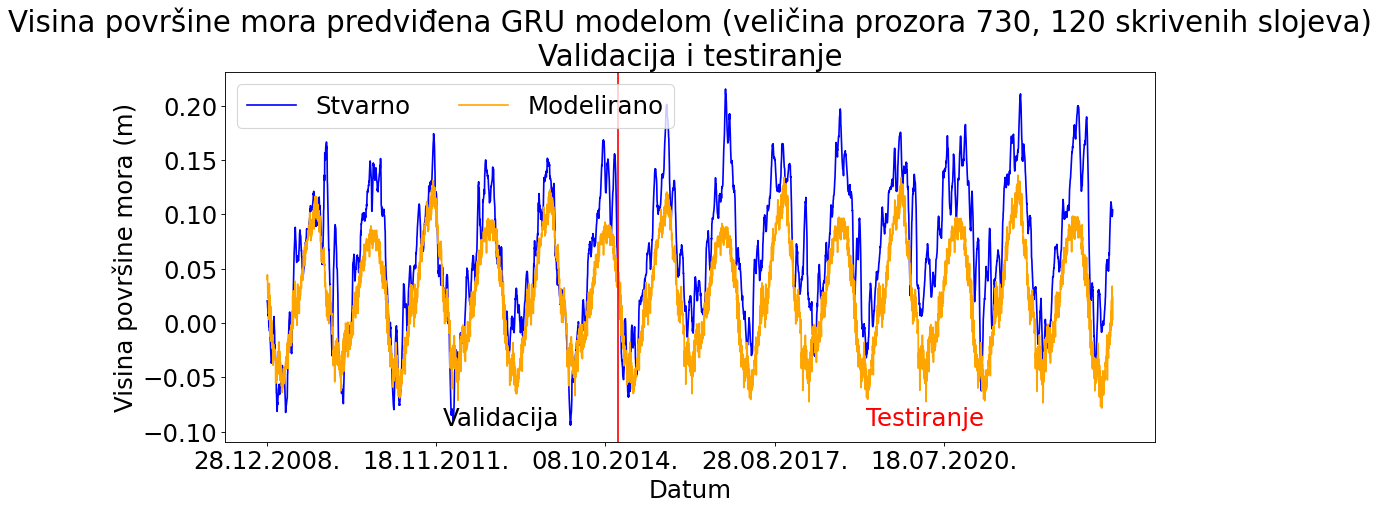 Visina površine mora predviđena GRU modelom (veličina prozora 730, 120 skrivenih slojeva)
Validacija i testiranje
Stvarno
Modelirano
Visina površine mora (m)
0.20
0.15
0.10
0.05
0.00
−0.05
−0.10
Validacija
Testiranje
28.12.2008.
18.11.2011.
08.10.2014.
28.08.2017.
18.07.2020.
Datum